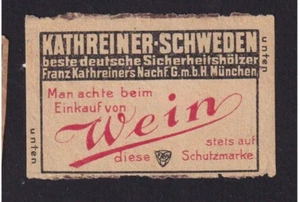 KATHREINER-SCHWEDEN
beste deutsche Sicherheitshölzer
Franz Kathreiner's Nachf. G.m.b.H. München.
Man achte beim
Einkauf von
Wein
stets auf
diese
Schutzmarke
unten
unten